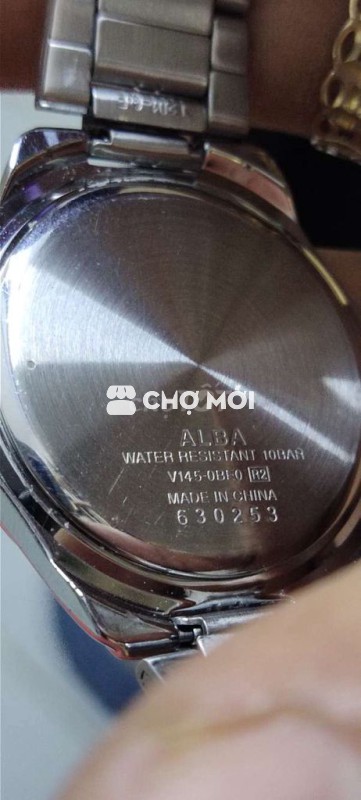 CHỢ MỚI
ALBA
WATER RESISTANT 10BAR
V145-0BF0 R2
MADE IN CHINA
630253